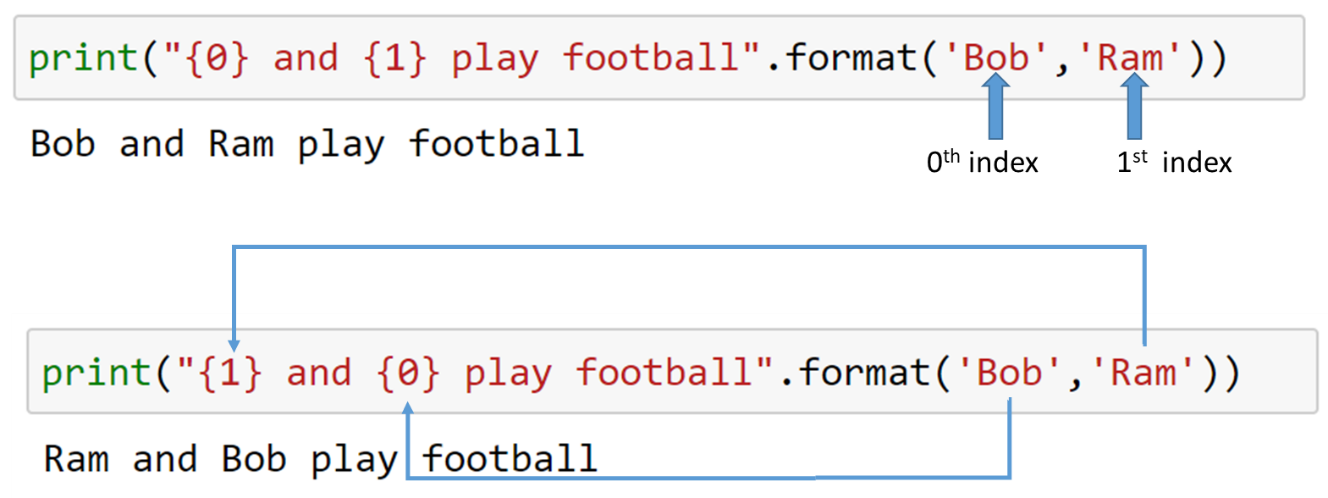 print("{0} and {1} play football".format('Bob','Ram'))
Bob and Ram play football
0th index
1st index
print("{1} and {0} play football".format('Bob','Ram'))
Ram and Bob play football